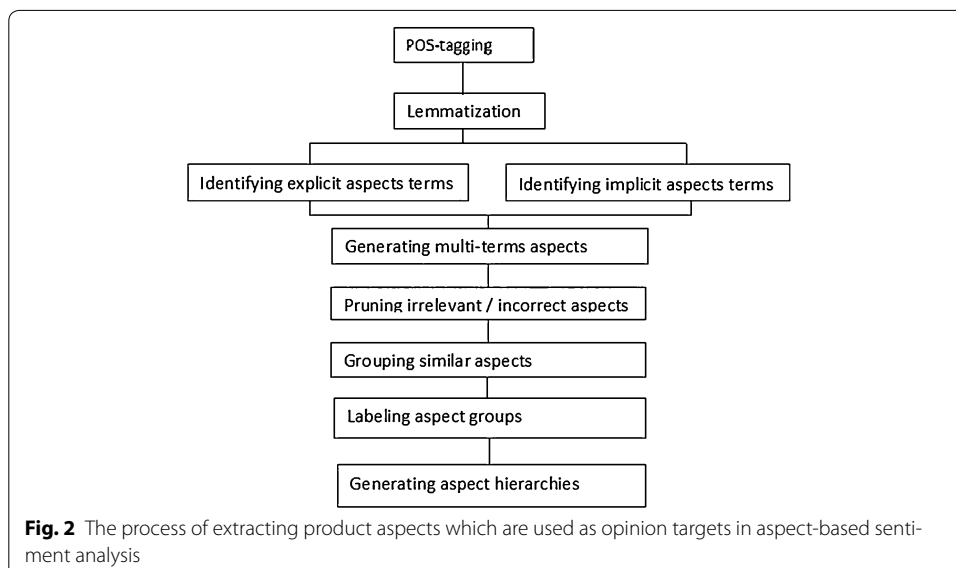 POS-tagging
Lemmatization
Identifying explicit aspects terms
Identifying implicit aspects terms
Generating multi-terms aspects
Pruning irrelevant / incorrect aspects
Grouping similar aspects
Labeling aspect groups
Generating aspect hierarchies
Fig. 2 The process of extracting product aspects which are used as opinion targets in aspect-based senti-
ment analysis